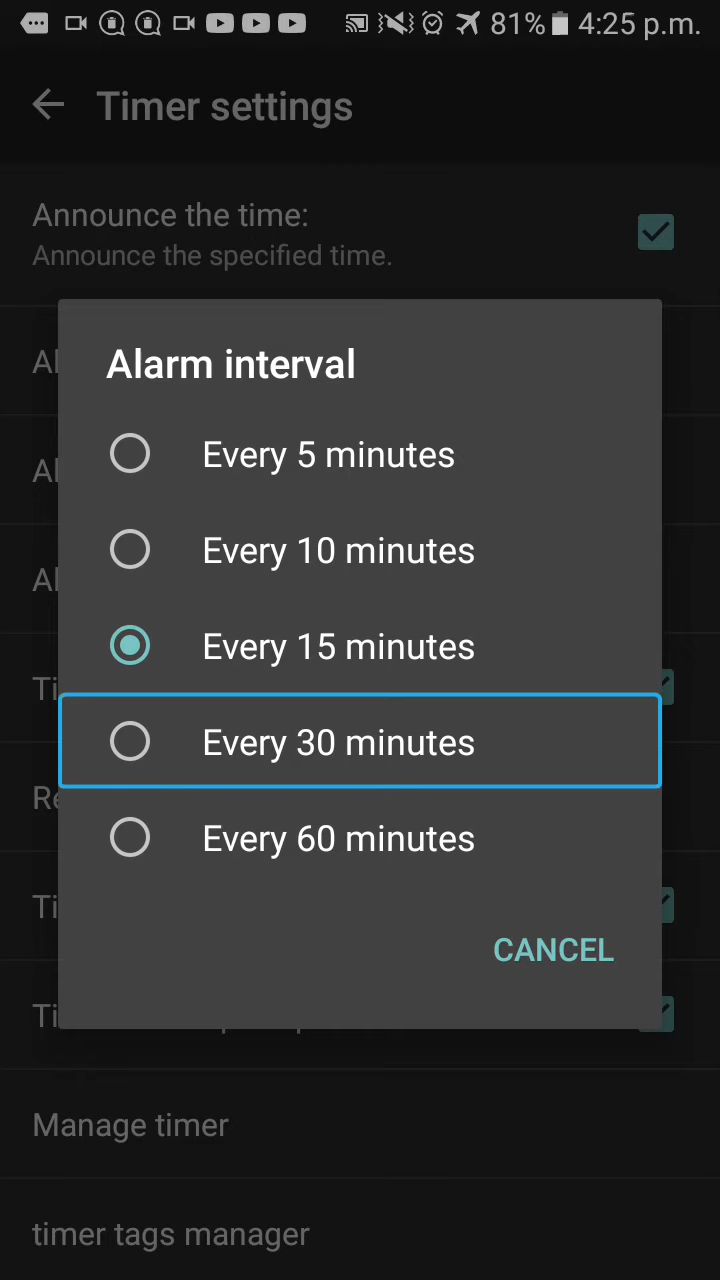 81% 4:25 p.m.
Timer settings
Announce the time:
Announce the specified time.
Alarm interval
Every 5 minutes
Every 10 minutes
Every 15 minutes
Every 30 minutes
Every 60 minutes
CANCEL
Manage timer
timer tags manager